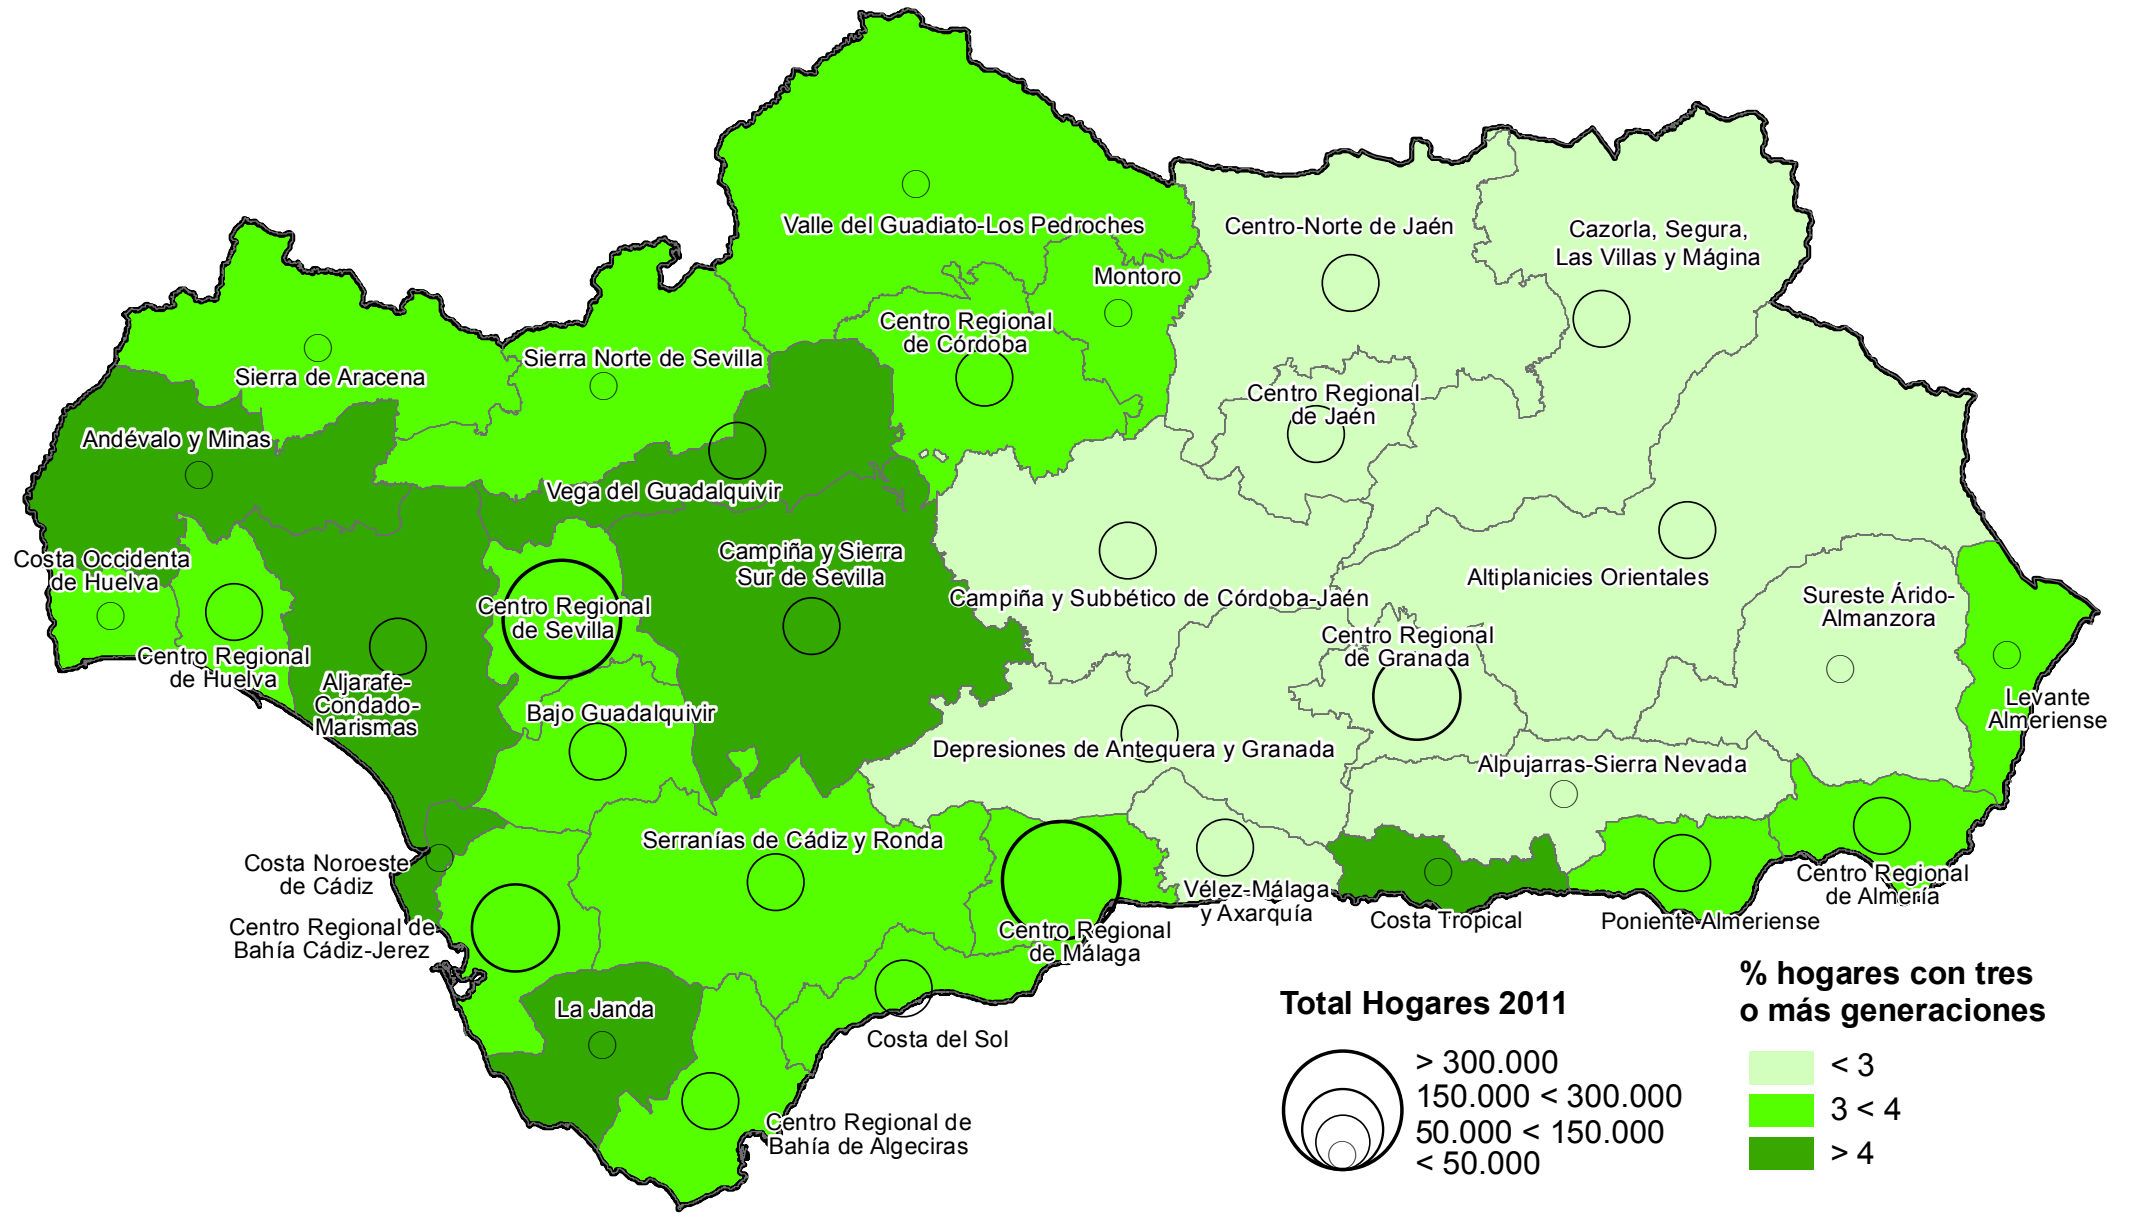 Valle del Guadiato-Los Pedroches
Centro-Norte de Jaén
Cazorla, Segura,
Las Villas y Mágina
Montoro
Centro Regional
de Córdoba
Sierra Norte de Sevilla
Sierra de Aracena
Centro Regional
de Jaén
Andévalo y Minas
Vega del Guadalquivir
Costa Occidenta
de Huelva
Campiña y Sierra
Sur de Sevilla
Altiplanicies Orientales
Campiña y Subbético de Córdoba-Jaén
Sureste Árido-
Almanzora
Centro Regional
de Sevilla
Centro Regional
de Granada
Centro Regional
de Huelva
Aljarafe-
Condado-
Marismas
Bajo Guadalquivir
Levante
Almeriense
Depresiones de Antequera y Granada
Alpujarras-Sierra Nevada
Serranías de Cádiz y Ronda
Costa Noroeste
de Cádiz
Vélez-Málaga
y Axarquía
Centro Regional
de Almería
Costa Tropical
Poniente Almeriense
Centro Regional de
Bahía Cádiz-Jerez
Centro Regional
de Málaga
La Janda
Costa del Sol
Centro Regional de
Bahía de Algeciras
Total Hogares 2011
> 300.000
150.000 < 300.000
50.000 < 150.000
< 50.000
% hogares con tres
o más generaciones
< 3
3 < 4
> 4